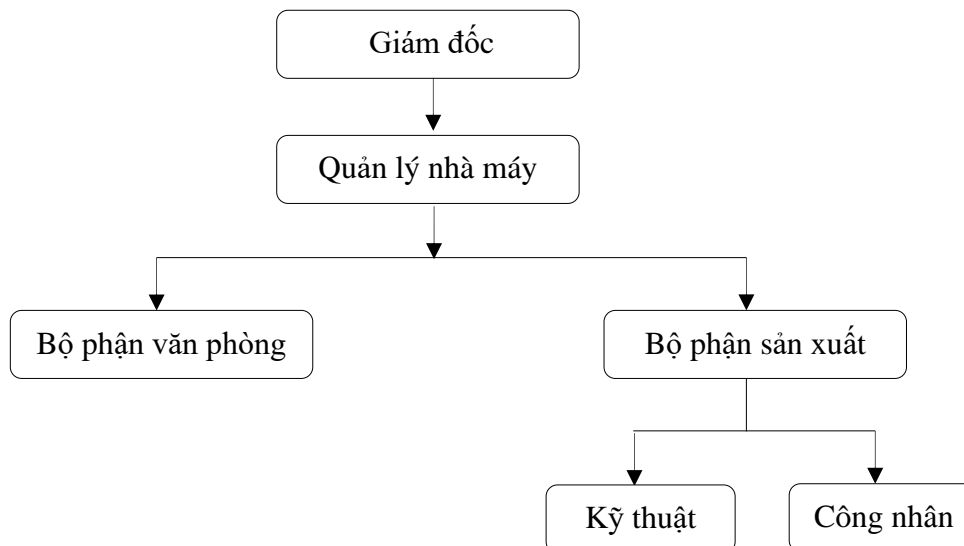 Giám đốc
Quản lý nhà máy
Bộ phận văn phòng
Bộ phận sản xuất
Kỹ thuật
Công nhân